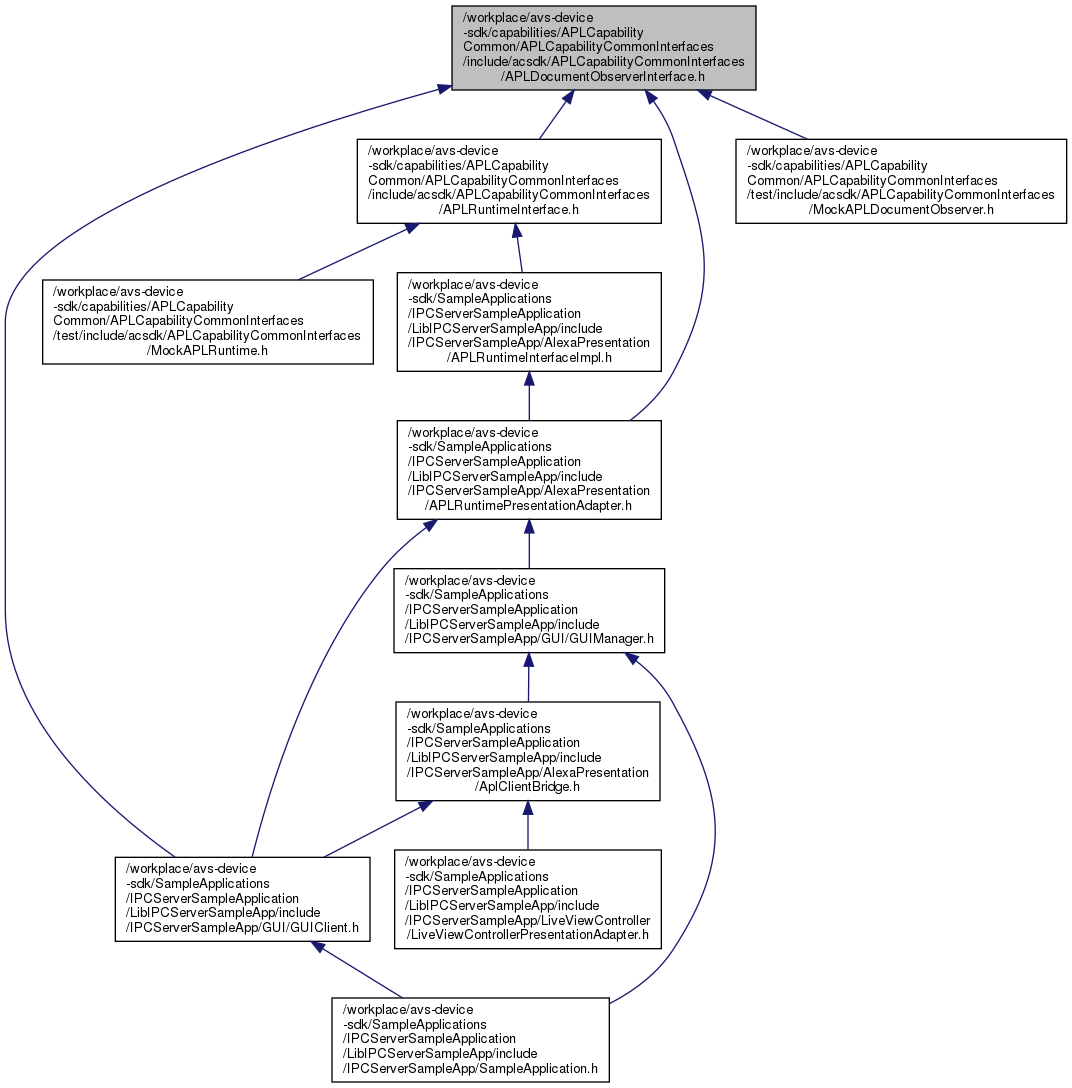 /workplace/avs-device
-sdk/capabilities/APLCapability
Common/APLCapabilityCommonInterfaces
/include/acsdk/APLCapabilityCommonInterfaces
/APLDocumentObserverInterface.h
/workplace/avs-device
-sdk/capabilities/APLCapability
Common/APLCapabilityCommonInterfaces
/include/acsdk/APLCapabilityCommonInterfaces
/APLRuntimeInterface.h
/workplace/avs-device
-sdk/capabilities/APLCapability
Common/APLCapabilityCommonInterfaces
/test/include/acsdk/APLCapabilityCommonInterfaces
/MockAPLDocumentObserver.h
/workplace/avs-device
-sdk/capabilities/APLCapability
Common/APLCapabilityCommonInterfaces
/test/include/acsdk/APLCapabilityCommonInterfaces
/MockAPLRuntime.h
/workplace/avs-device
-sdk/SampleApplications
/IPCServerSampleApplication
/LibIPCServerSampleApp/include
/IPCServerSampleApp/AlexaPresentation
/APLRuntimeInterfaceImpl.h
/workplace/avs-device
-sdk/SampleApplications
/IPCServerSampleApplication
/LibIPCServerSampleApp/include
/IPCServerSampleApp/AlexaPresentation
/APLRuntimePresentationAdapter.h
/workplace/avs-device
-sdk/SampleApplications
/IPCServerSampleApplication
/LibIPCServerSampleApp/include
/IPCServerSampleApp/GUI/GUIManager.h
/workplace/avs-device
-sdk/SampleApplications
/IPCServerSampleApplication
/LibIPCServerSampleApp/include
/IPCServerSampleApp/AlexaPresentation
/AplClientBridge.h
/workplace/avs-device
-sdk/SampleApplications
/IPCServerSampleApplication
/LibIPCServerSampleApp/include
/IPCServerSampleApp/GUI/GUIClient.h
/workplace/avs-device
-sdk/SampleApplications
/IPCServerSampleApplication
/LibIPCServerSampleApp/include
/IPCServerSampleApp/LiveViewController
/LiveViewControllerPresentationAdapter.h
/workplace/avs-device
-sdk/SampleApplications
/IPCServerSampleApplication
/LibIPCServerSampleApp/include
/IPCServerSampleApp/SampleApplication.h